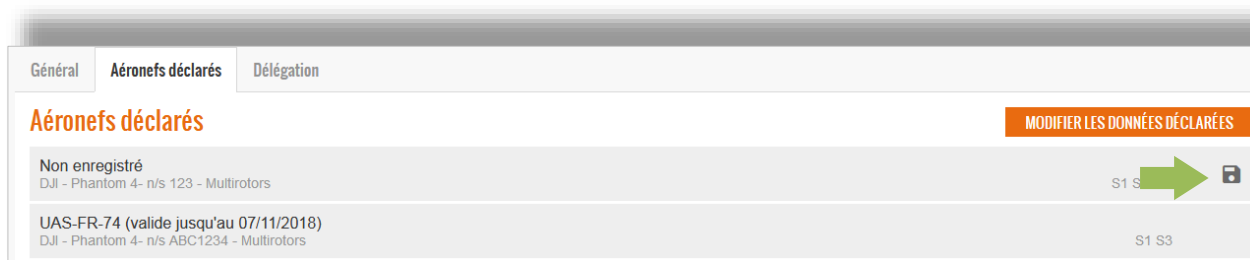 Général Aéronefs déclarés Délégation
Aéronefs déclarés MODIFIER LES DONNÉES DÉCLARÉES
Non enregistré
DJI - Phantom 4- n/s 123 - Multirotors S1
UAS-FR-74 (valide jusqu'au 07/11/2018)
DJI - Phantom 4- n/s ABC1234 - Multirotors S1 S3